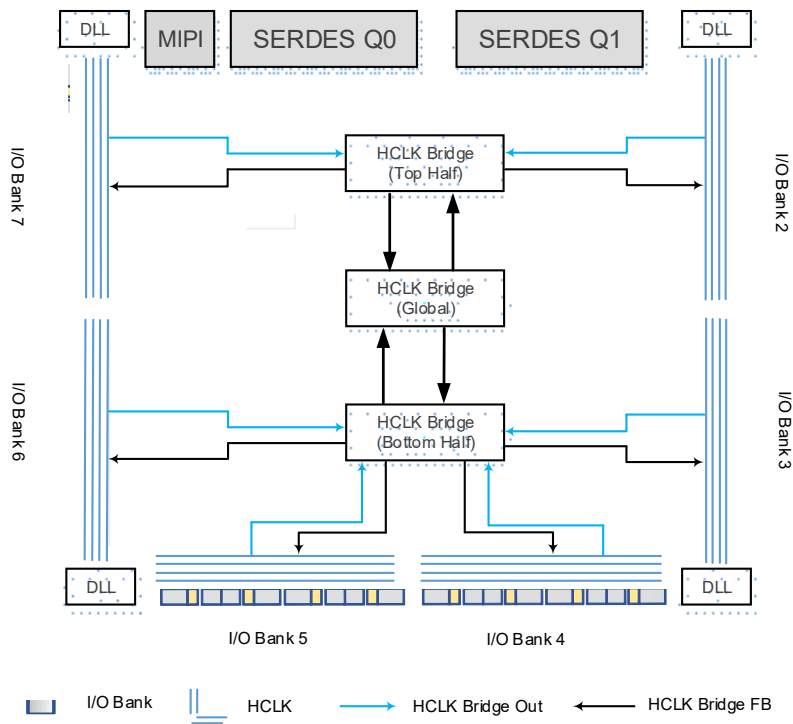 DLL
MIPI
SERDES Q0
SERDES Q1
DLL
I/O Bank 7
HCLK Bridge
(Top Half)
I/O Bank 2
HCLK Bridge
(Global)
I/O Bank 6
HCLK Bridge
(Bottom Half)
I/O Bank 3
DLL
DLL
I/O Bank 5
I/O Bank 4
I/O Bank
HCLK
HCLK Bridge Out
HCLK Bridge FB